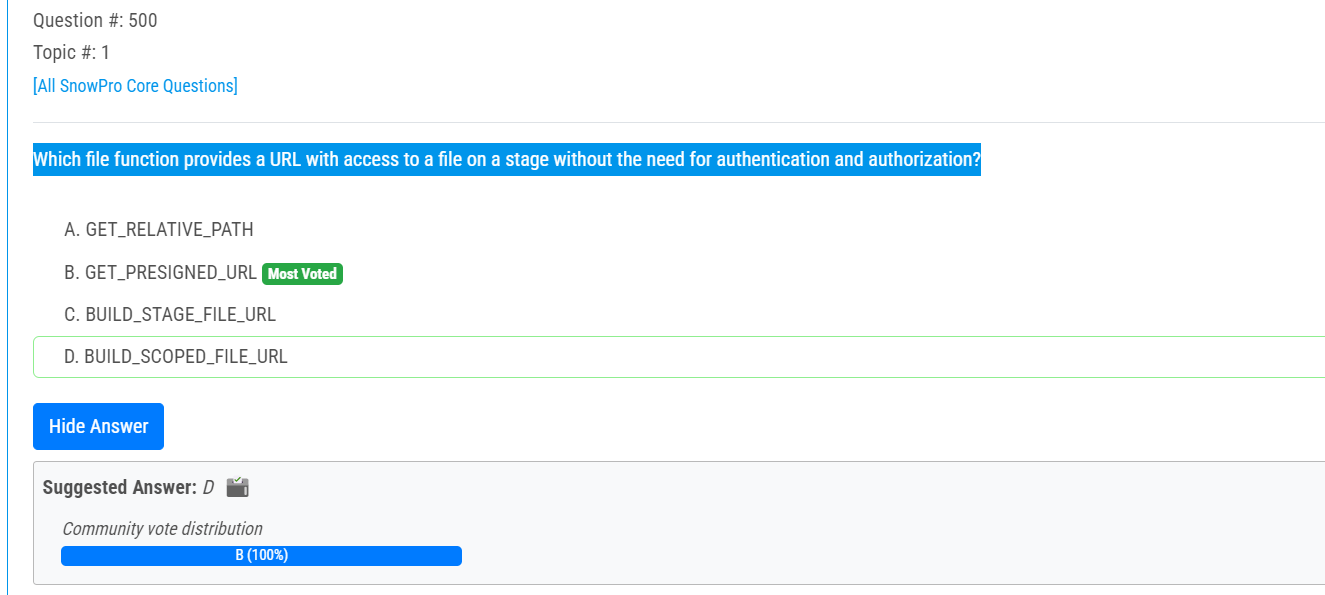 Question #: 500
Topic #: 1
[All SnowPro Core Questions]
Which file function provides a URL with access to a file on a stage without the need for authentication and authorization?
A. GET_RELATIVE_PATH
B. GET_PRESIGNED_URL Most Voted
C. BUILD_STAGE_FILE_URL
D. BUILD_SCOPED_FILE_URL
Hide Answer
Suggested Answer: D
Community vote distribution
B (100%)